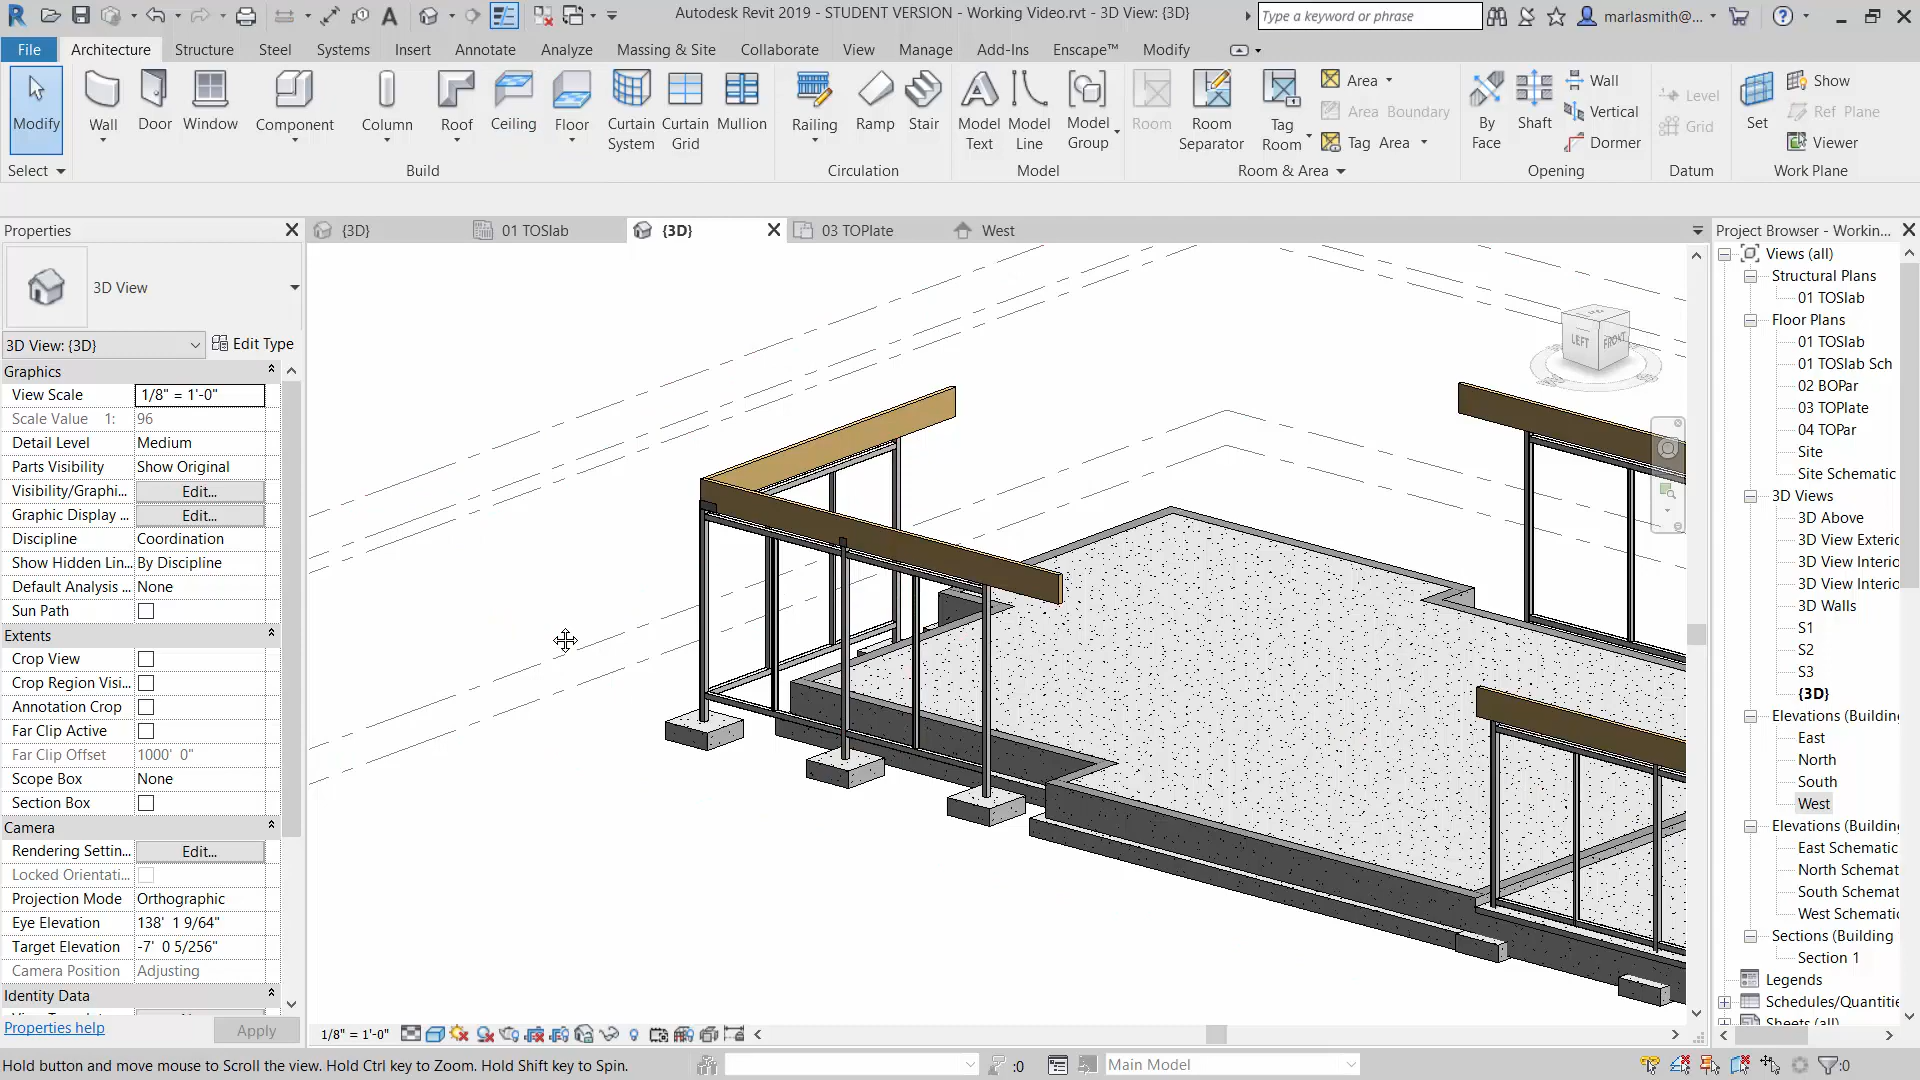 Autodesk Revit 2019 - STUDENT VERSION - Working Video.rvt - 3D View: {3D}
Type a keyword or phrase
marlasmith@...
File Architecture Structure Steel Systems Insert Annotate Analyze Massing & Site Collaborate View Manage Add-Ins Enscape™ Modify
Modify
Wall
Door
Window
Component
Column
Roof
Ceiling
Floor
Curtain System
Curtain Grid
Mullion
Railing
Ramp
Stair
Model Text
Model Line
Model Group
Room
Room Separator
Tag Room
Area
Area Boundary
Tag Area
By Face
Shaft
Wall
Vertical
Dormer
Level
Grid
Set
Show
Ref Plane
Viewer
Select Build Circulation Model Room & Area Opening Datum Work Plane
Properties
{3D} 01 TOSlab {3D} 03 TOPlate West
3D View
3D View: {3D} Edit Type
Graphics
View Scale 1/8" = 1'-0"
Scale Value 1: 96
Detail Level Medium
Parts Visibility Show Original
Visibility/Graphi... Edit...
Graphic Display ... Edit...
Discipline Coordination
Show Hidden Lin... By Discipline
Default Analysis ... None
Sun Path
Extents
Crop View
Crop Region Visi...
Annotation Crop
Far Clip Active
Far Clip Offset 1000' 0"
Scope Box None
Section Box
Camera
Rendering Settin... Edit...
Locked Orientati...
Projection Mode Orthographic
Eye Elevation 138' 1 9/64"
Target Elevation -7' 0 5/256"
Camera Position Adjusting
Identity Data
Properties help Apply
LEFT FRONT
Project Browser - Workin...
Views (all)
Structural Plans
01 TOSlab
Floor Plans
01 TOSlab
01 TOSlab Sch
02 BOPar
03 TOPlate
04 TOPar
Site
Site Schematic
3D Views
3D Above
3D View Exteric
3D View Interio
3D View Interio
3D Walls
S1
S2
S3
{3D}
Elevations (Building
East
North
South
West
Elevations (Building
East Schematic
North Schemat
South Schemat
West Schematic
Sections (Building
Section 1
Legends
Schedules/Quantitie
Sheets (all)
1/8" = 1'-0"
Hold button and move mouse to Scroll the view. Hold Ctrl key to Zoom. Hold Shift key to Spin.
:0
Main Model
:0